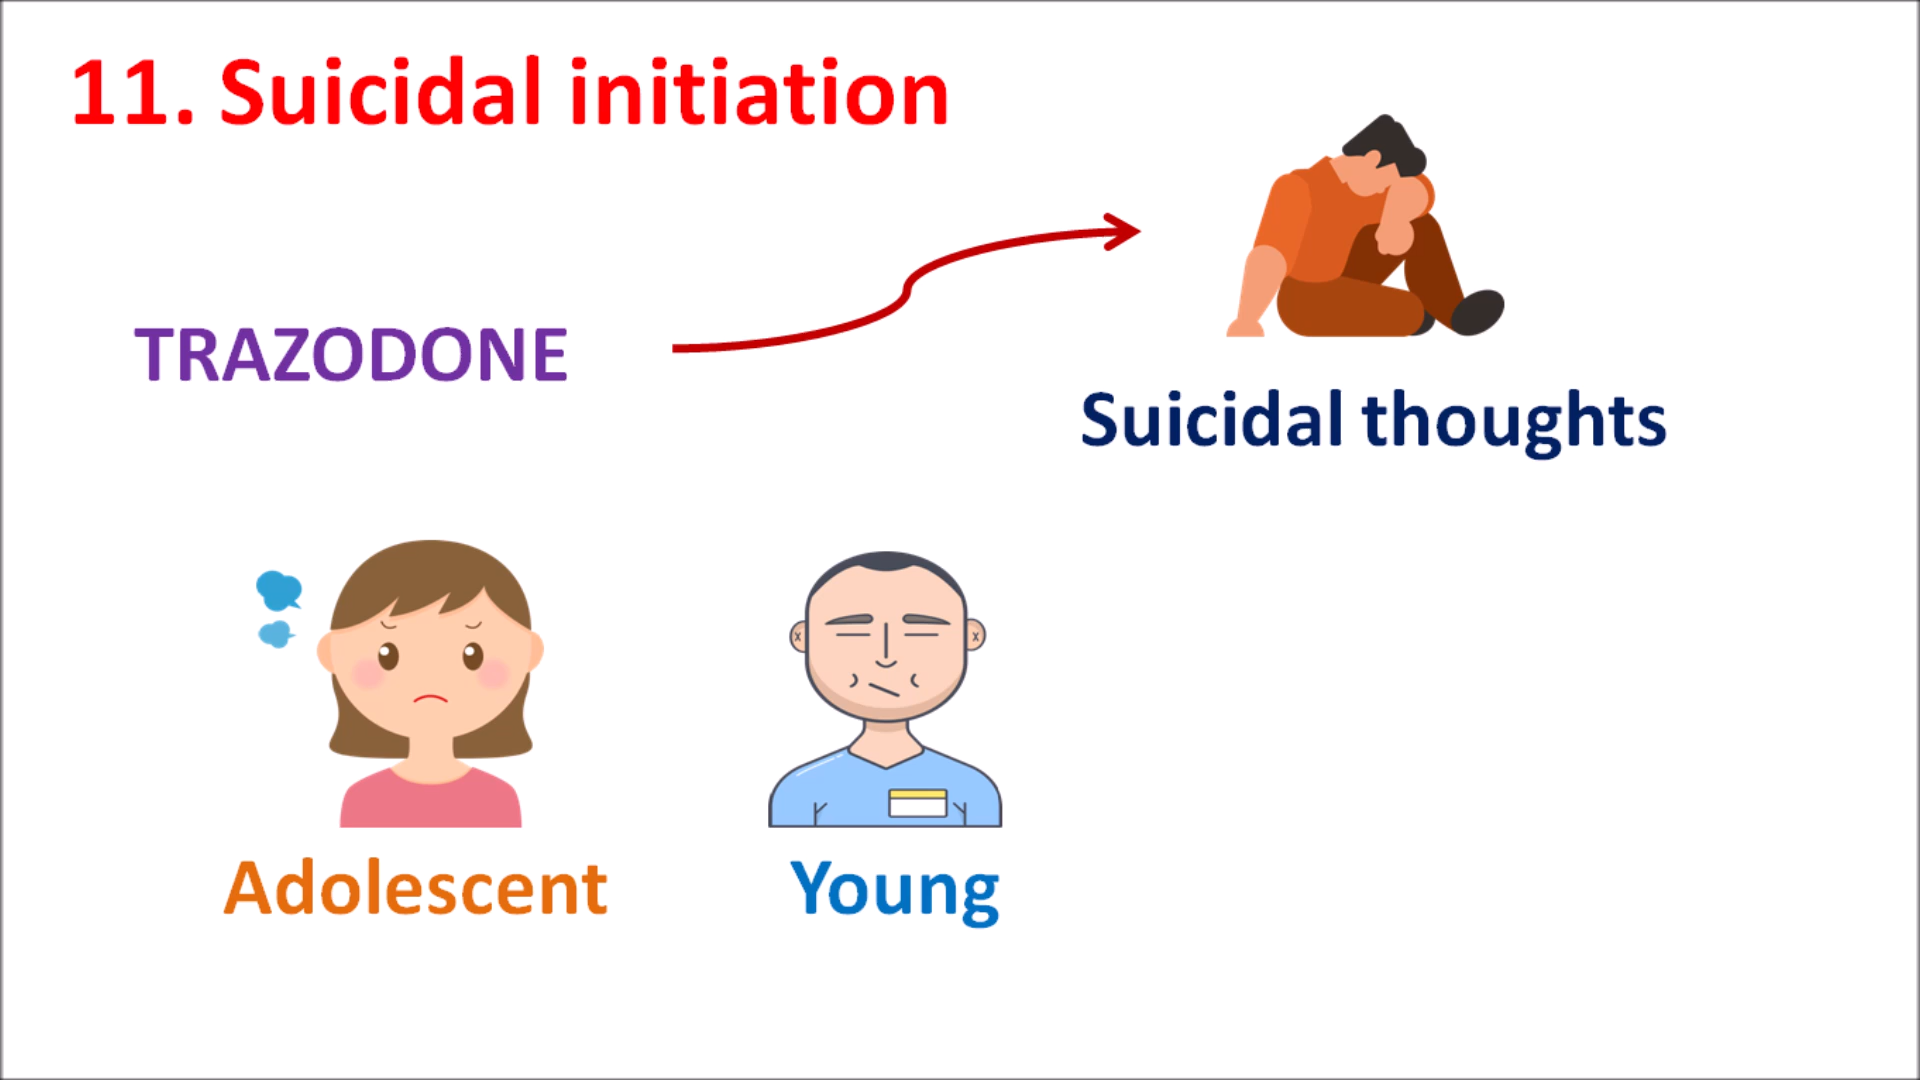 11. Suicidal initiation
TRAZODONE
Suicidal thoughts
Adolescent
Young